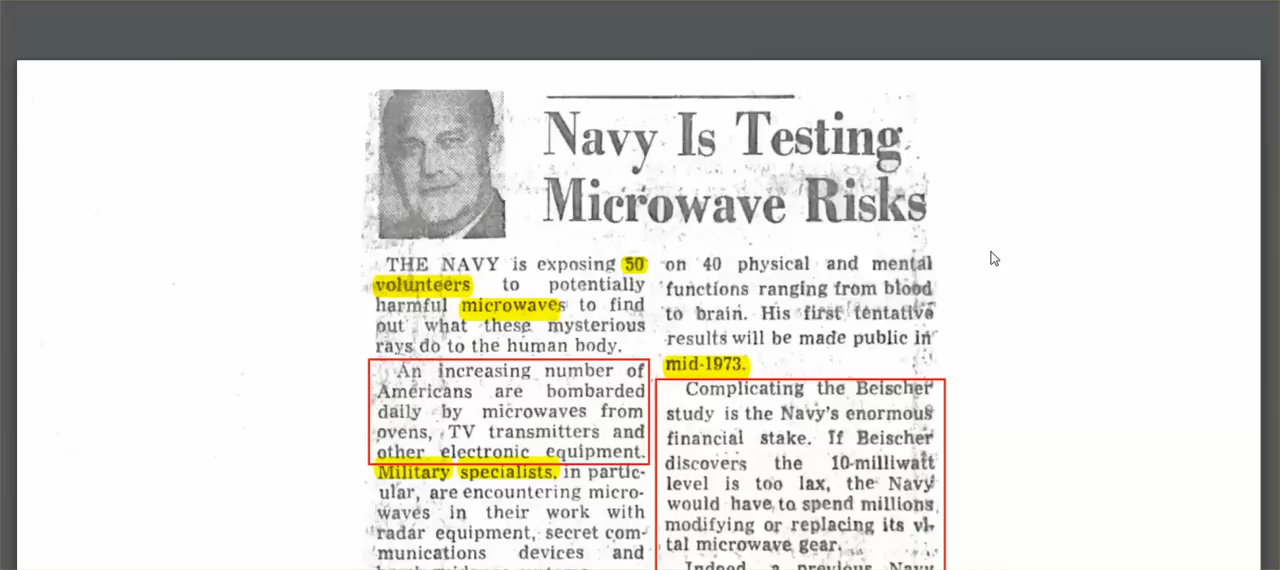 Navy Is Testing
Microwave Risks
THE NAVY is exposing 50
volunteers to potentially
harmful microwaves to find
out what these mysterious
rays do to the human body.
An increasing number of
Americans are bombarded
daily by microwaves from
ovens, TV transmitters and
other electronic equipment.
Military specialists, in partic-
ular, are encountering micro-
waves in their work with
radar equipment, secret com-
munications devices and
on 40 physical and mental
functions ranging from blood
to brain. His first tentative
results will be made public in
mid-1973.
Complicating the Beischer
study is the Navy's enormous
financial stake. If Beischer
discovers the 10-milliwatt
level is too lax, the Navy
would have to spend millions
modifying or replacing its vi-
tal microwave gear.
Indeed, a previous Navy